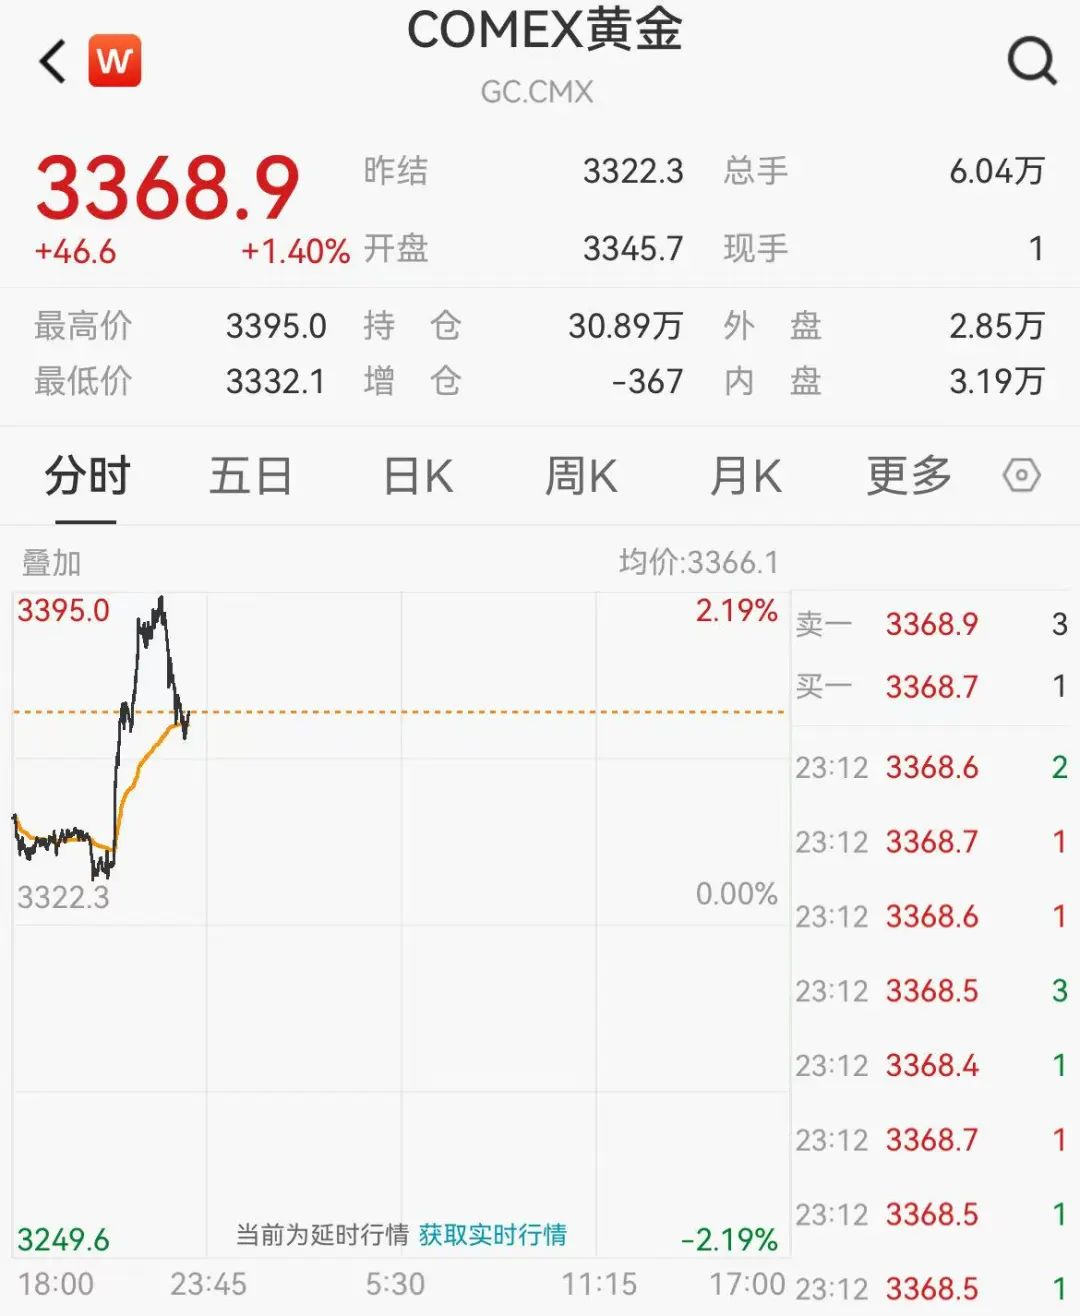 COMEX黄金
W
GC.CMX
3368.9
+46.6 +1.40%
昨结 3322.3 总手 6.04万
开盘 3345.7 现手 1
最高价 3395.0 持仓 30.89万 外盘 2.85万
最低价 3332.1 增仓 -367 内盘 3.19万
分时 五日 日K 周K 月K 更多
叠加 均价:3366.1
3395.0 2.19%
3322.3 0.00%
3249.6 当前为延时行情 获取实时行情 -2.19%
18:00 23:45 5:30 11:15 17:00
卖一 3368.9 3
买一 3368.7 1
23:12 3368.6 2
23:12 3368.7 1
23:12 3368.6 1
23:12 3368.5 3
23:12 3368.4 1
23:12 3368.7 1
23:12 3368.5 1
23:12 3368.5 1